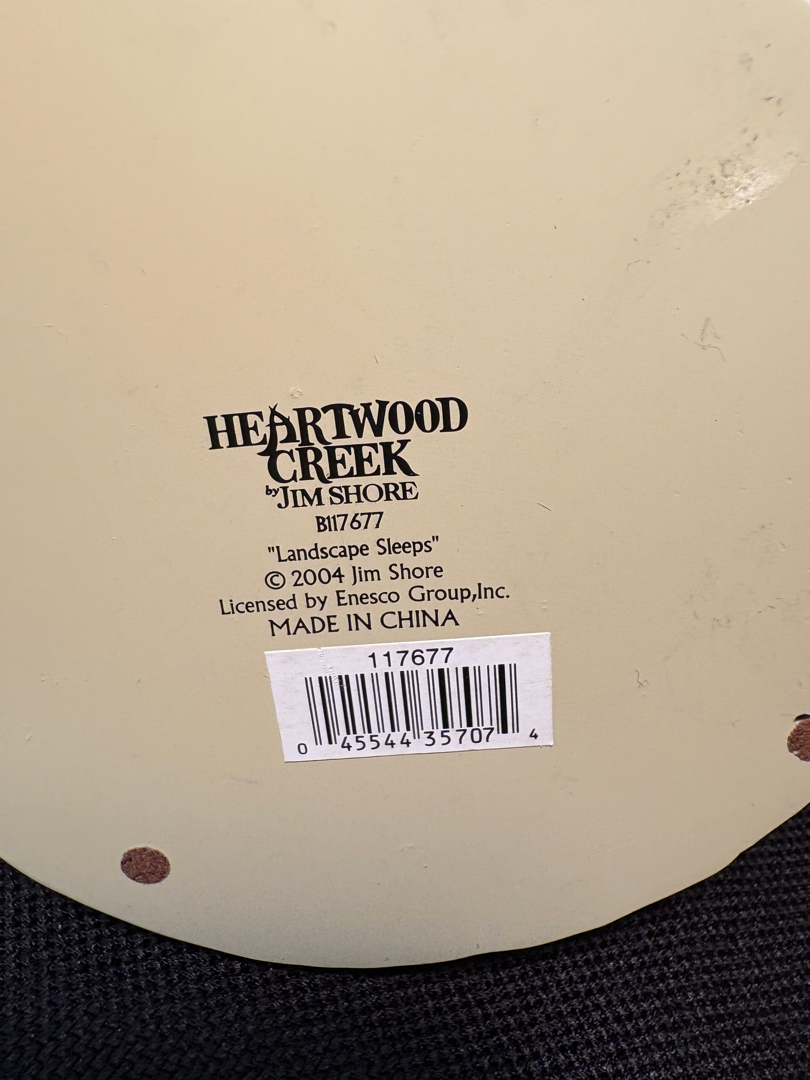 HEARTWOOD
CREEK
by JIM SHORE
B117677
"Landscape Sleeps"
© 2004 Jim Shore
Licensed by Enesco Group,Inc.
MADE IN CHINA
117677
0 45544 35707 4